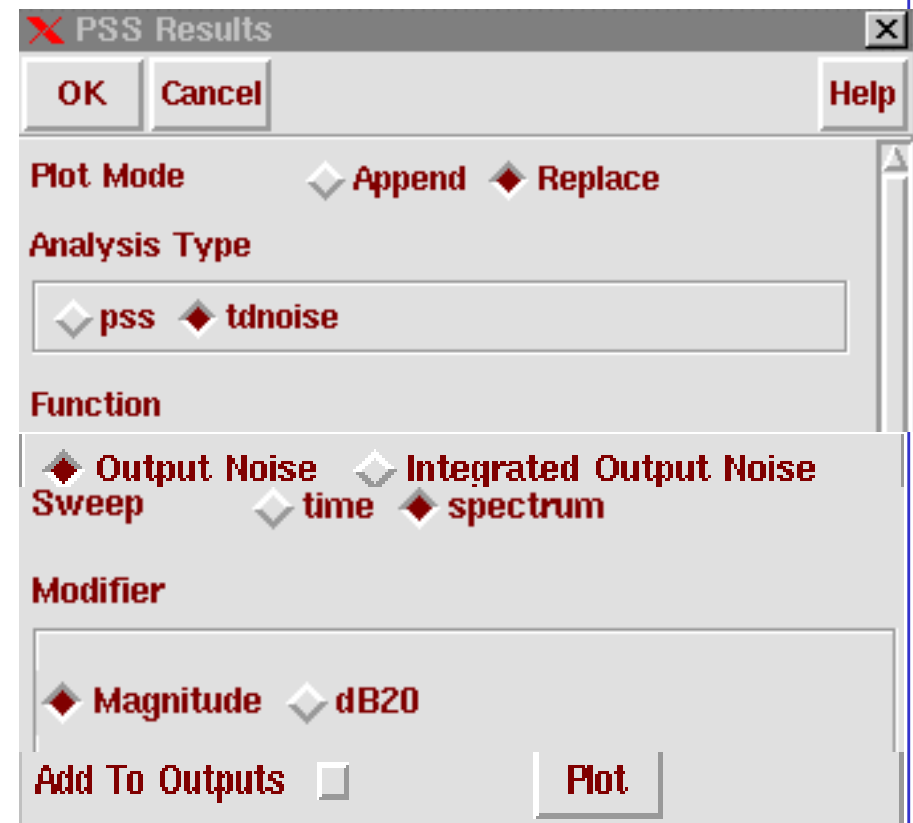 PSS Results
OK Cancel Help
Plot Mode Append Replace
Analysis Type
pss tdnoise
Function
Output Noise Integrated Output Noise
Sweep time spectrum
Modifier
Magnitude dB20
Add To Outputs Plot